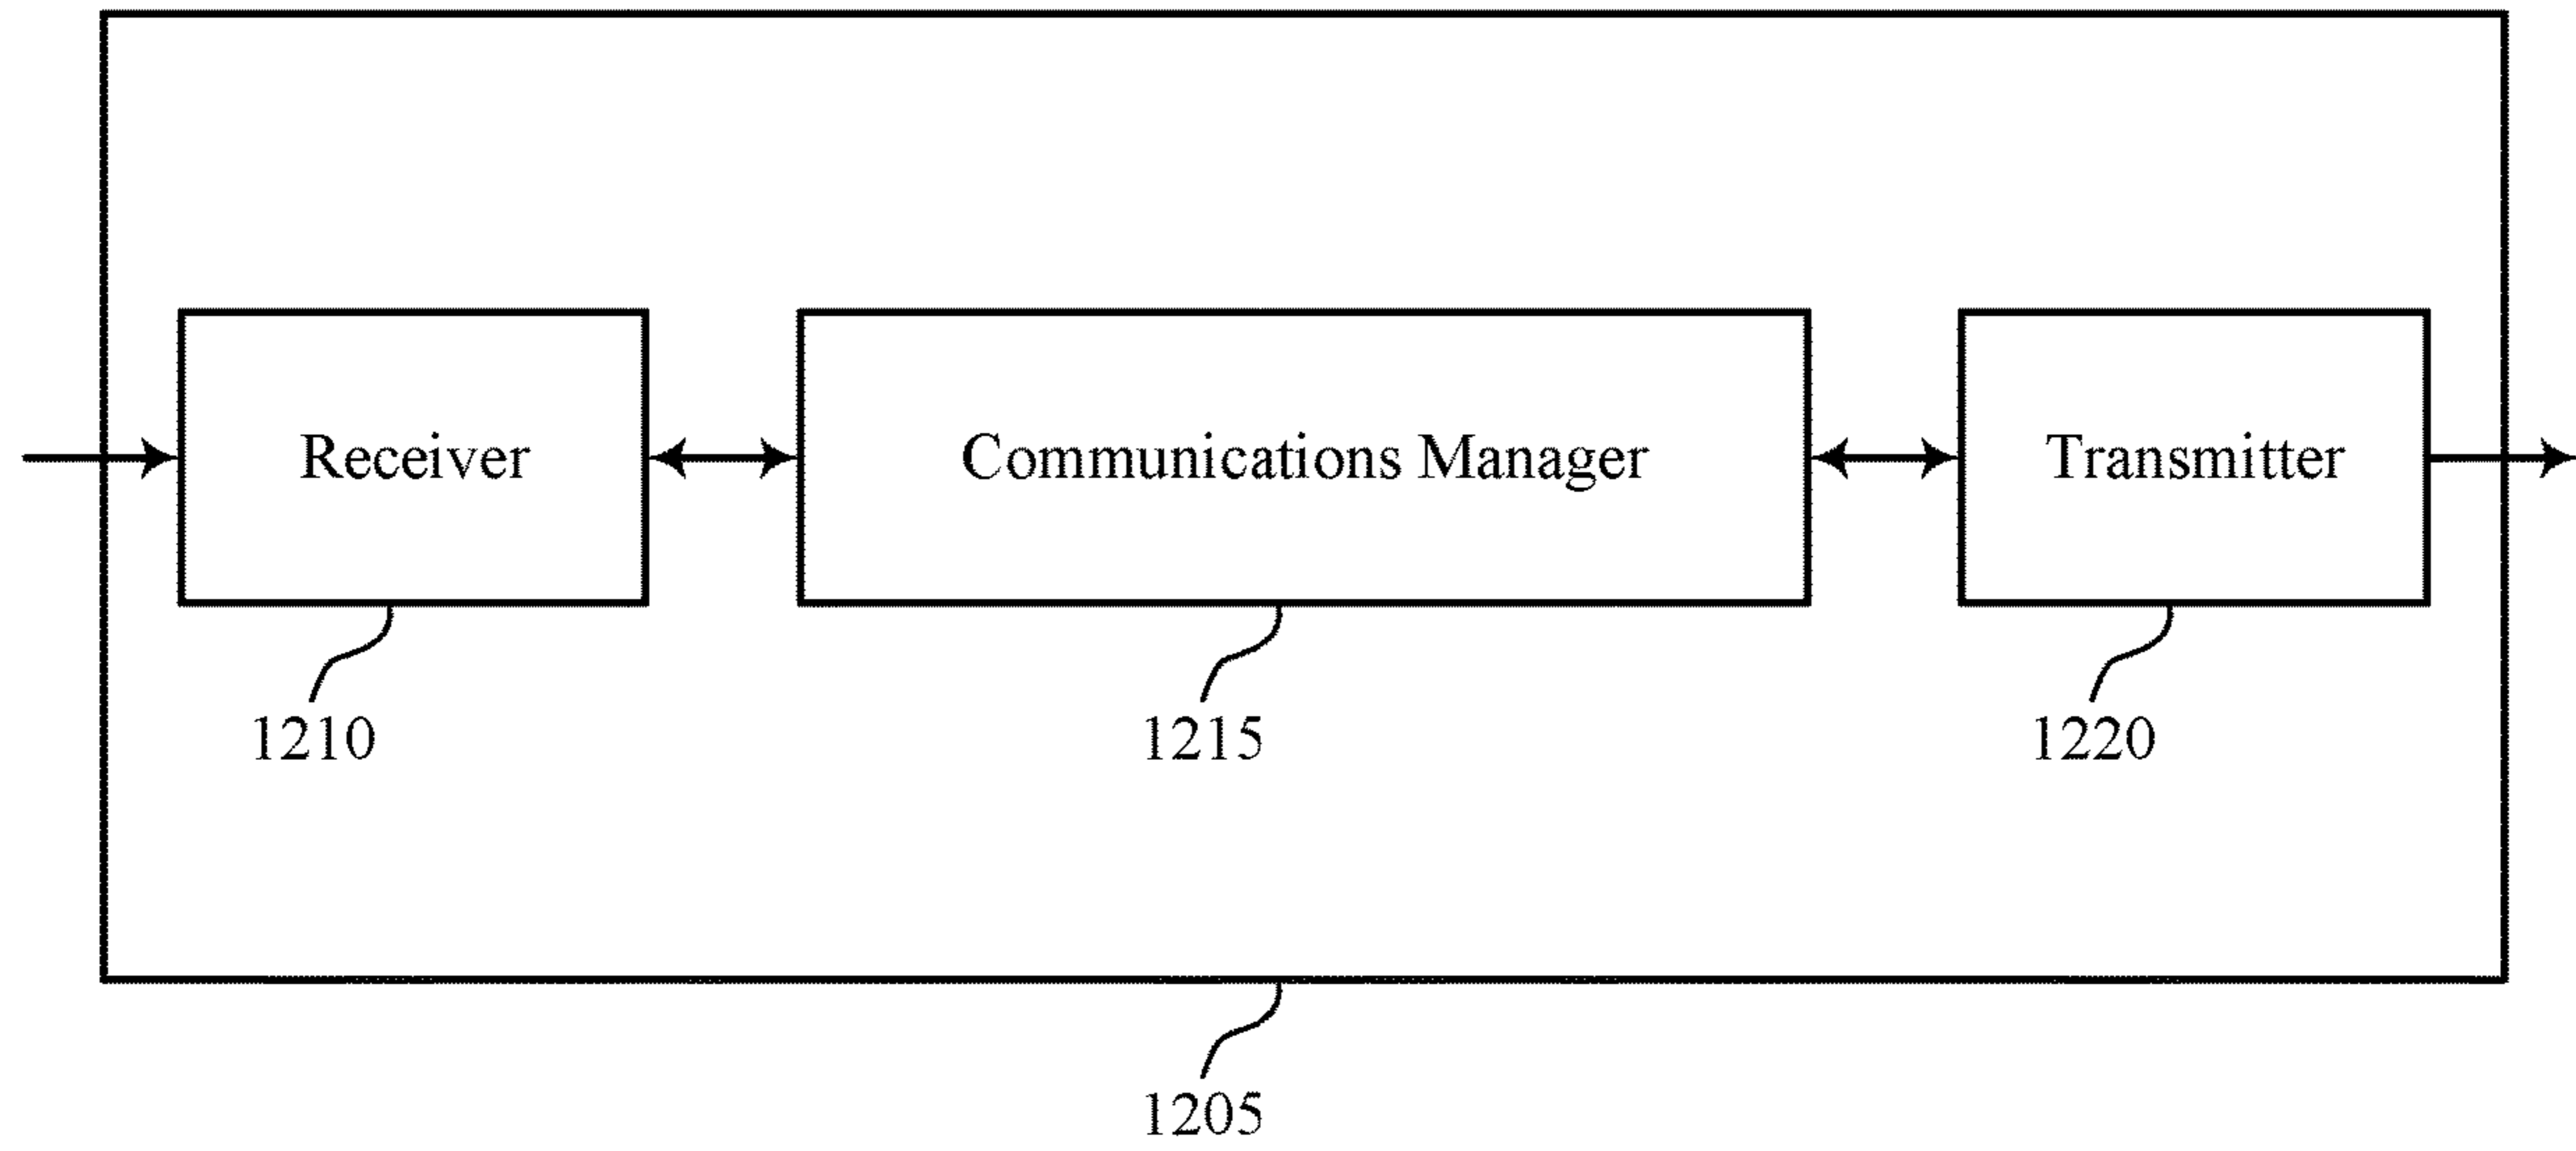 Receiver
Communications Manager
Transmitter
1210
1215
1220
1205